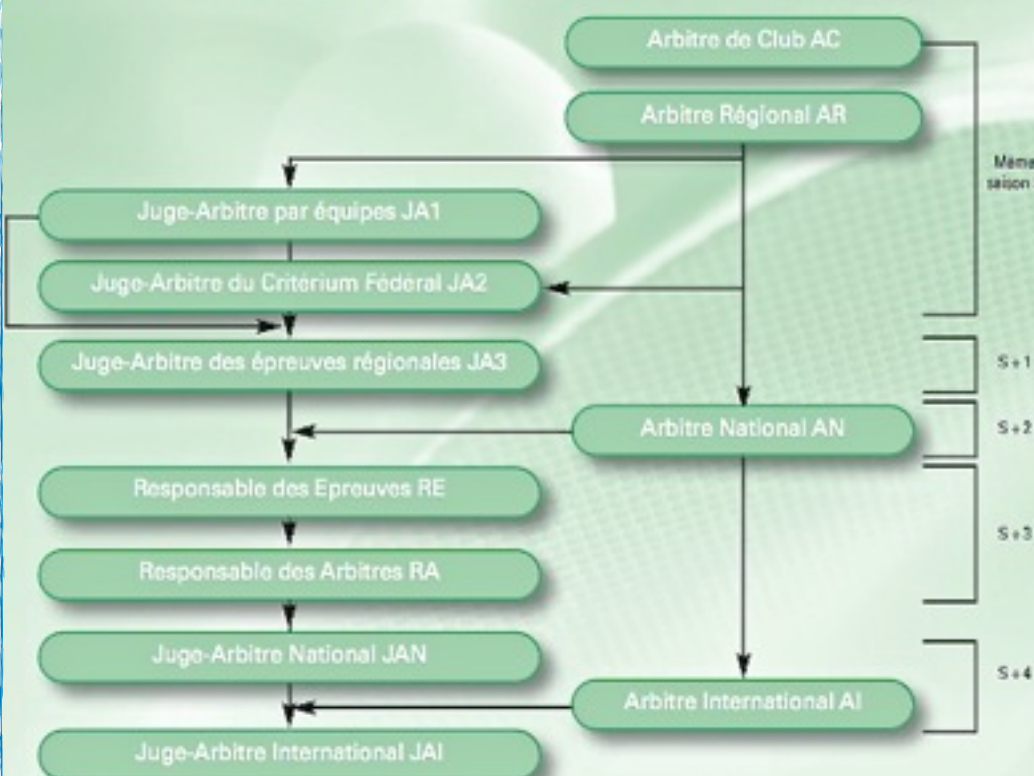 Arbitre de Club AC
Arbitre Régional AR
Même
saison
Juge-Arbitre par équipes JA1
Juge-Arbitre du Critérium Fédéral JA2
Juge-Arbitre des épreuves régionales JA3
S+1
Arbitre National AN
S+2
Responsable des Epreuves RE
S+3
Responsable des Arbitres RA
Juge-Arbitre National JAN
S+4
Arbitre International AI
Juge-Arbitre International JAI